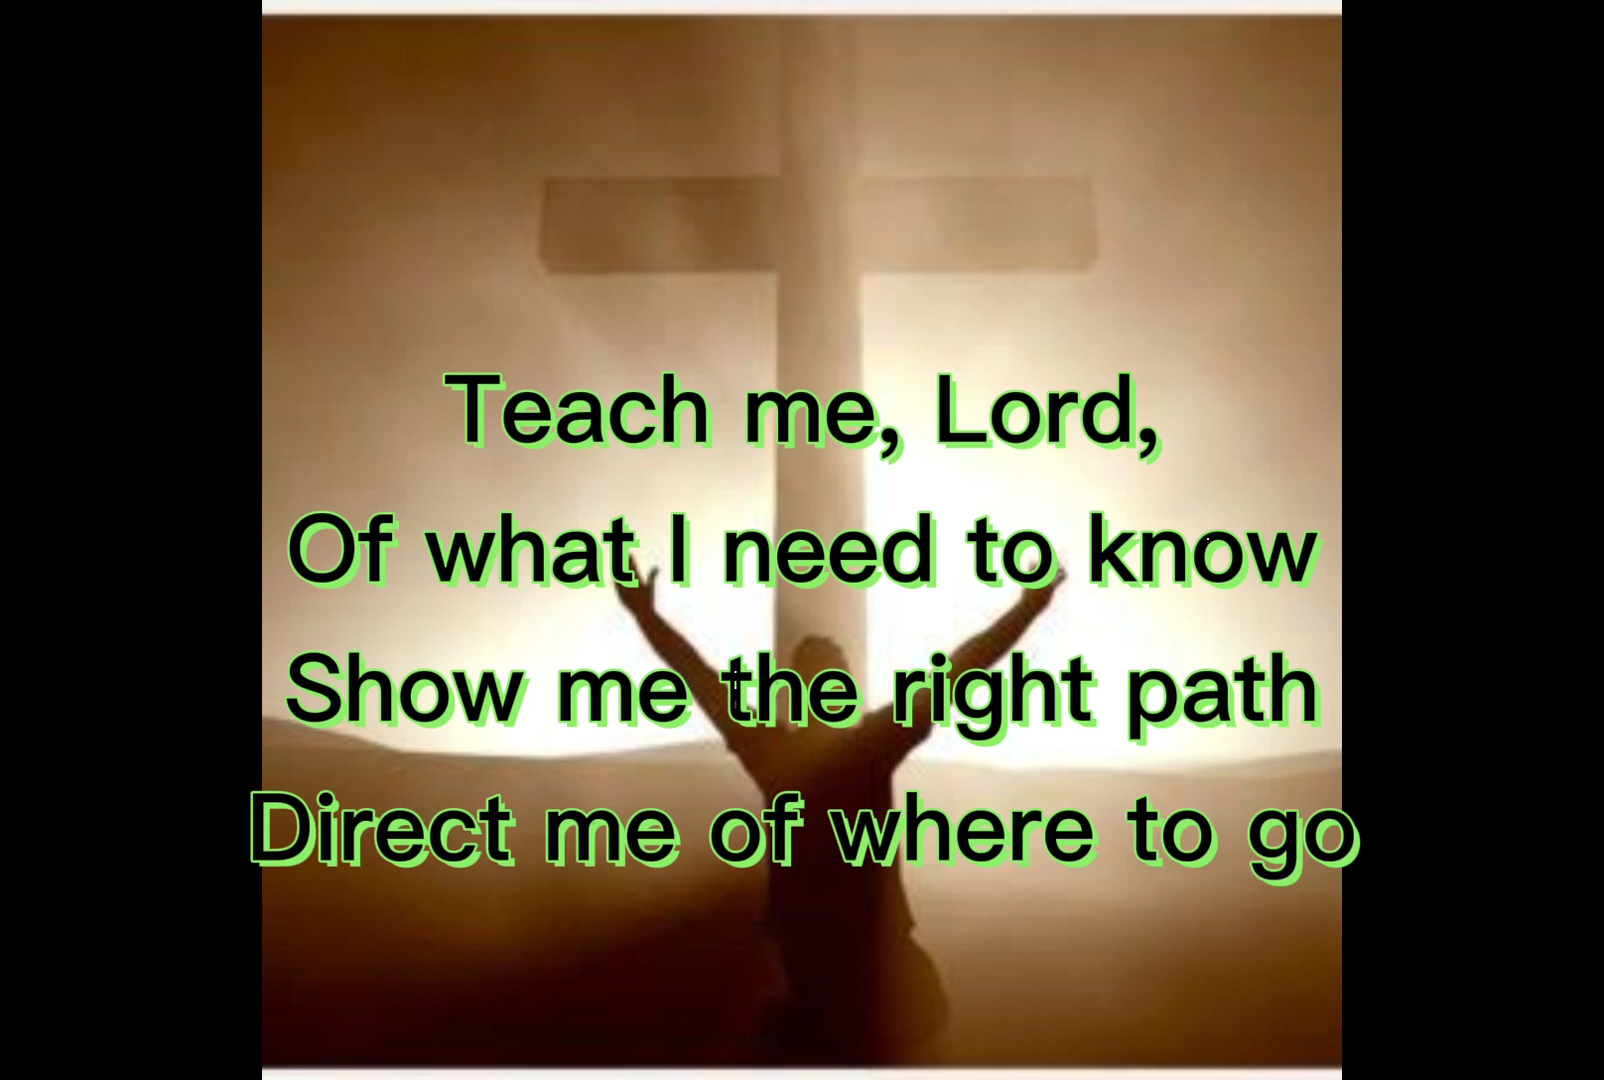 Teach me, Lord,
Of what I need to know
Show me the right path
Direct me of where to go